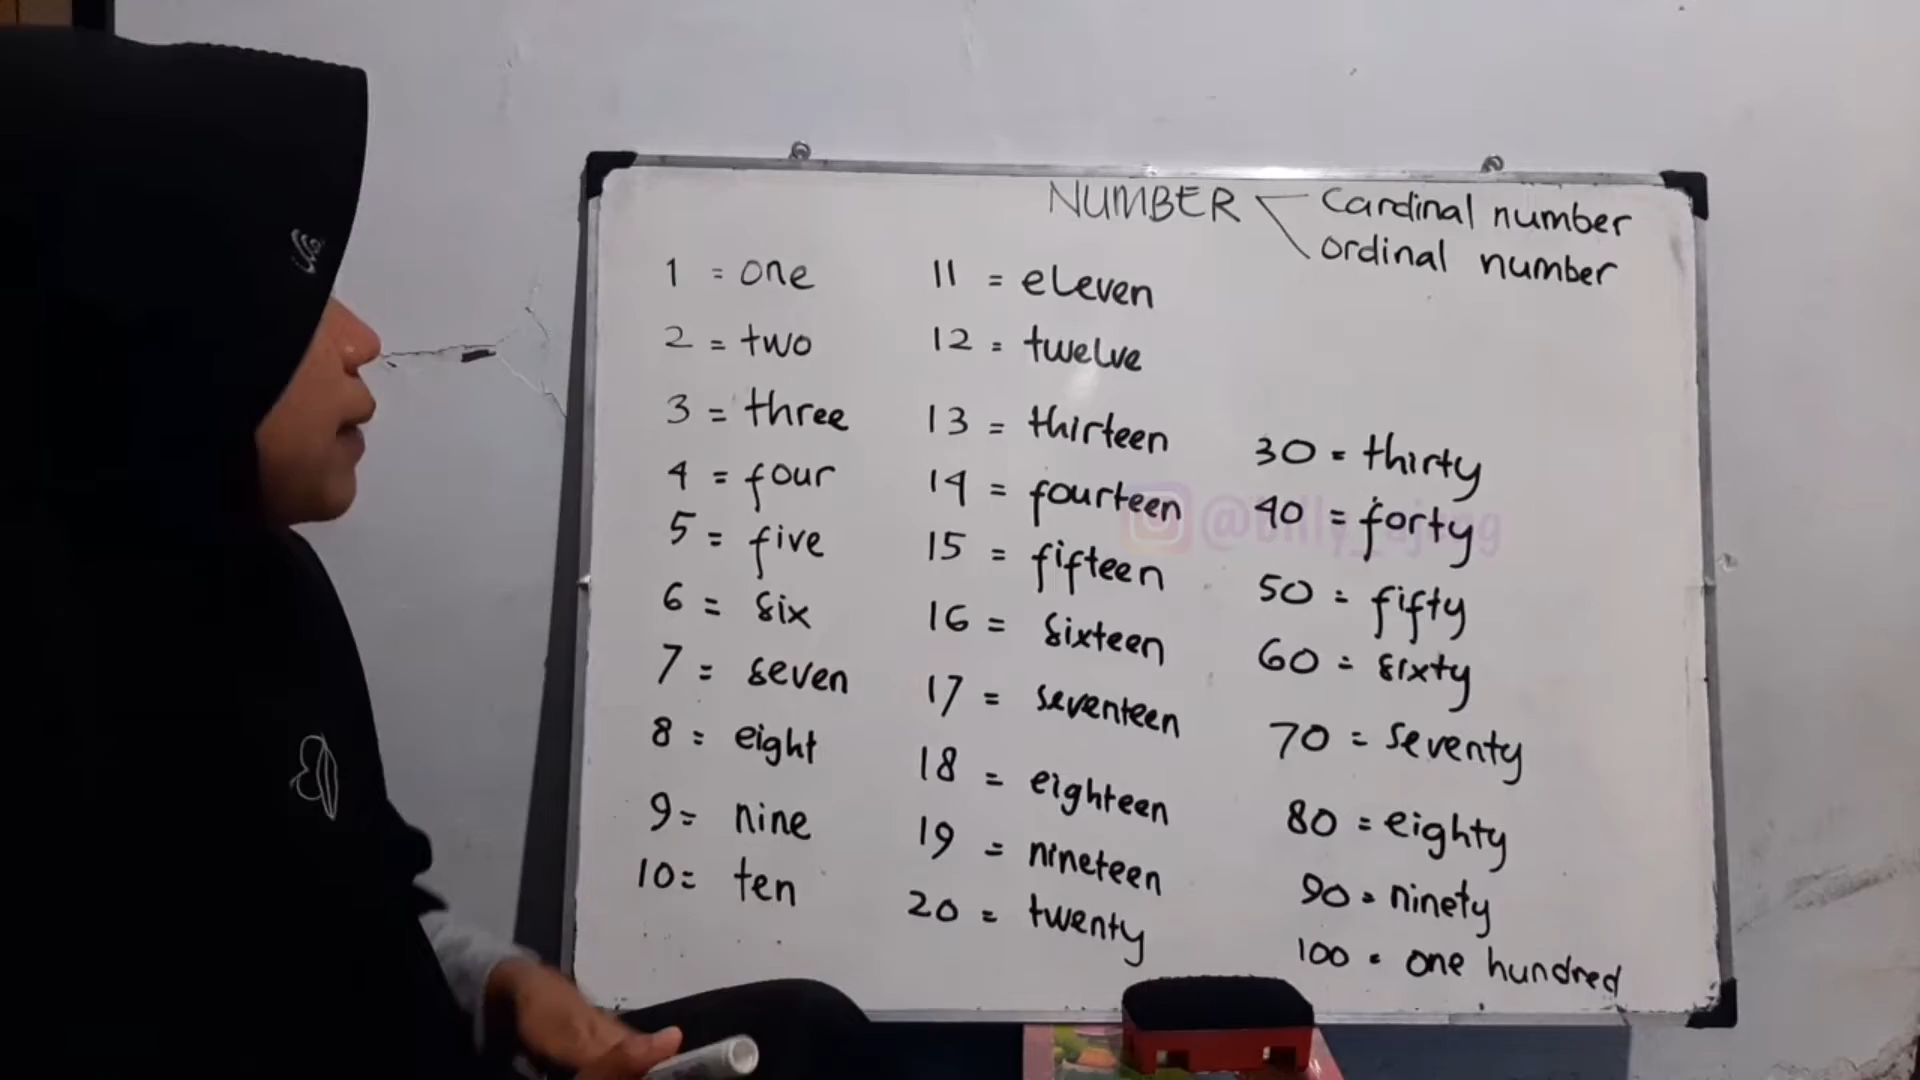 NUMBER
Cardinal number
ordinal number
1 = one
2 = two
3 = three
4 = four
5 = five
6 = six
7 = seven
8 = eight
9 = nine
10 = ten
11 = eleven
12 = twelve
13 = thirteen
14 = fourteen
15 = fifteen
16 = sixteen
17 = seventeen
18 = eighteen
19 = nineteen
20 = twenty
30 = thirty
40 = forty
50 = fifty
60 = sixty
70 = seventy
80 = eighty
90 = ninety
100 = one hundred